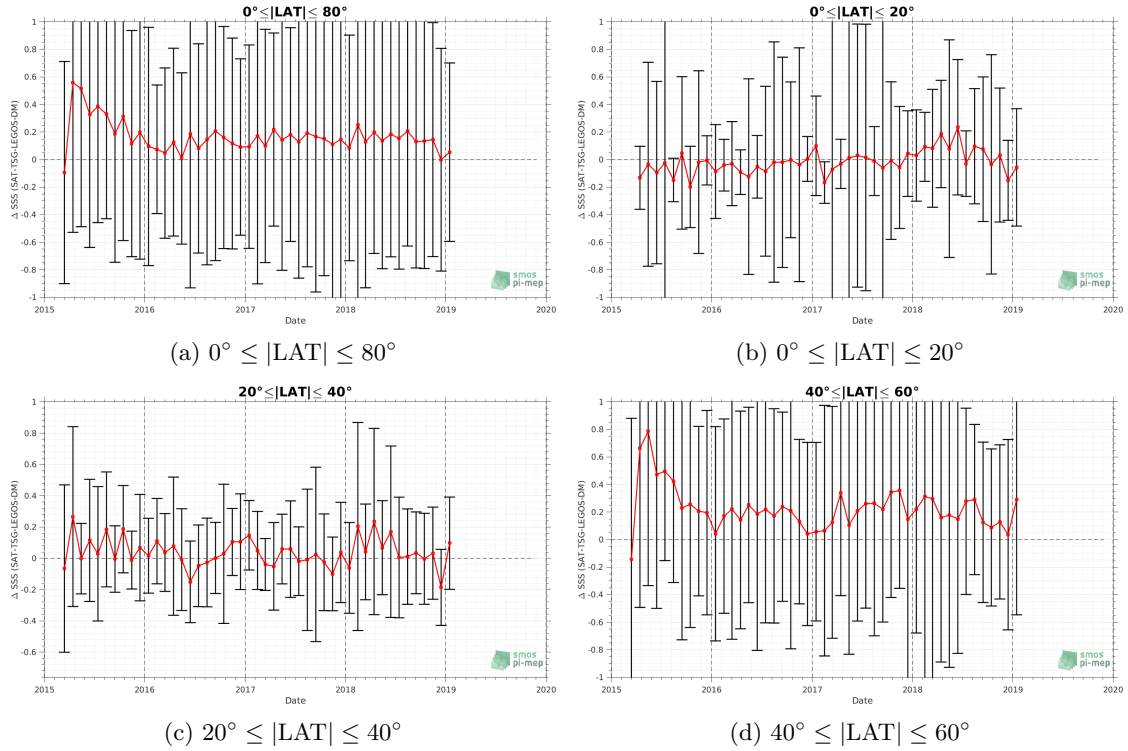 0°≤|LAT|≤ 80°
Δ SSS (SAT-TSG-LEGOS-DM)
1
0.8
0.6
0.4
0.2
0
-0.2
-0.4
-0.6
-0.8
-1
2015 2016 2017 2018 2019 2020
Date
smos
pi-mep
(a) 0° ≤ |LAT| ≤ 80°
0°≤|LAT|≤ 20°
Δ SSS (SAT-TSG-LEGOS-DM)
1
0.8
0.6
0.4
0.2
0
-0.2
-0.4
-0.6
-0.8
-1
2015 2016 2017 2018 2019 2020
Date
smos
pi-mep
(b) 0° ≤ |LAT| ≤ 20°
20°≤|LAT|≤ 40°
Δ SSS (SAT-TSG-LEGOS-DM)
1
0.8
0.6
0.4
0.2
0
-0.2
-0.4
-0.6
2015 2016 2017 2018 2019 2020
Date
smos
pi-mep
(c) 20° ≤ |LAT| ≤ 40°
40°≤|LAT|≤ 60°
Δ SSS (SAT-TSG-LEGOS-DM)
1
0.8
0.6
0.4
0.2
0
-0.2
-0.4
-0.6
-0.8
-1
2015 2016 2017 2018 2019 2020
Date
smos
pi-mep
(d) 40° ≤ |LAT| ≤ 60°